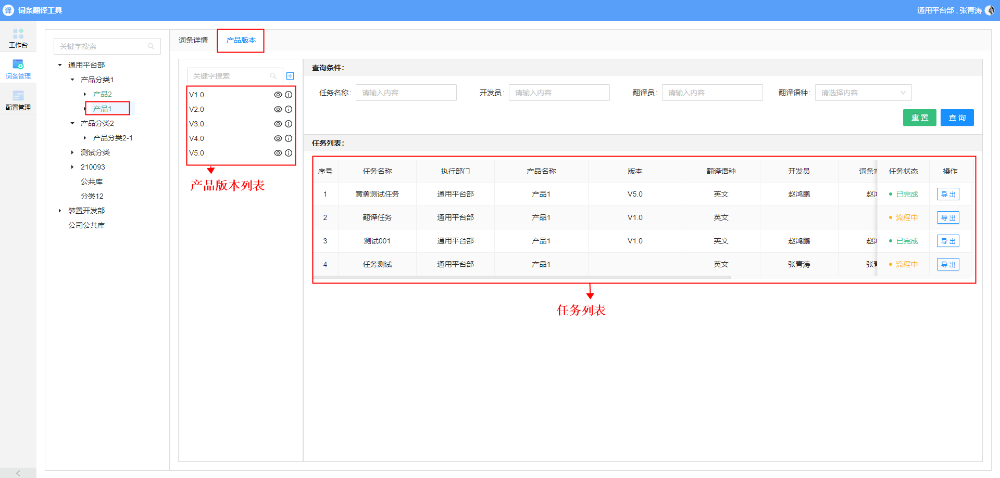 译 词条翻译工具
通用平台部 , 张青涛
工作台
词条管理
配置管理
关键字搜索
通用平台部
产品分类1
产品2
产品1
产品分类2
产品分类2-1
测试分类
210093
公共库
分类12
装置开发部
公司公共库
词条详情 产品版本
关键字搜索
V1.0
V2.0
V3.0
V4.0
V5.0
产品版本列表
查询条件：
任务名称： 请输入内容 开发员： 请输入内容 翻译员： 请输入内容 翻译语种： 请选择内容
重 置 查 询
任务列表：
序号 任务名称 执行部门 产品名称 版本 翻译语种 开发员 词条 任务状态 操作
1 黄勇测试任务 通用平台部 产品1 V5.0 英文 赵鸿鹏 赵 已完成 导 出
2 翻译任务 通用平台部 产品1 V1.0 英文 流程中 导 出
3 测试001 通用平台部 产品1 V1.0 英文 赵鸿鹏 赵 已完成 导 出
4 任务测试 通用平台部 产品1 英文 张青涛 张 流程中 导 出
任务列表